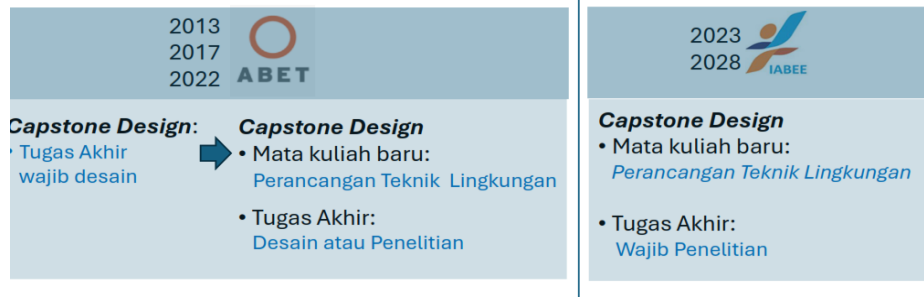 2013
2017
2022
ABET
Capstone Design:
• Tugas Akhir
wajib desain
Capstone Design
• Mata kuliah baru:
Perancangan Teknik Lingkungan
• Tugas Akhir:
Desain atau Penelitian
2023
2028
IABEE
Capstone Design
• Mata kuliah baru:
Perancangan Teknik Lingkungan
• Tugas Akhir:
Wajib Penelitian